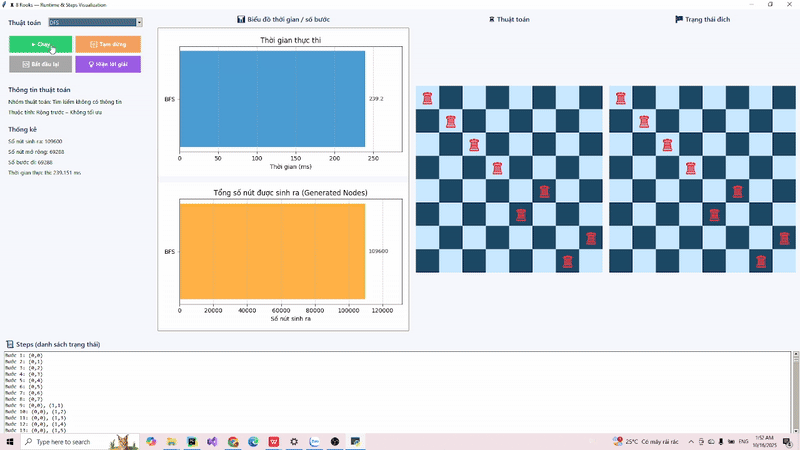 8 Rooks — Runtime & Steps Visualization
Thuật toán
BFS
Biểu đồ thời gian / số bước
Thuật toán
Trạng thái đích
Chạy
Tạm dừng
Bắt đầu lại
Hiện lời giải
Thông tin thuật toán
Nhóm thuật toán: Tìm kiếm không có thông tin
Thuộc tính: Rộng trước – Không tối ưu
Thống kê
Số nút sinh ra: 109600
Số nút mở rộng: 69288
Số bước đi: 69288
Thời gian thực thi: 239.151 ms
Thời gian thực thi
BFS
239.2
0 50 100 150 200 250
Thời gian (ms)
Tổng số nút được sinh ra (Generated Nodes)
BFS
109600
0 20000 40000 60000 80000 100000 120000
Số nút sinh ra
Steps (danh sách trạng thái)
Bước 1: (0,0)
Bước 2: (0,1)
Bước 3: (0,2)
Bước 4: (0,3)
Bước 5: (0,4)
Bước 6: (0,5)
Bước 7: (0,6)
Bước 8: (0,7)
Bước 9: (0,0), (1,1)
Bước 10: (0,0), (1,2)
Bước 11: (0,0), (1,3)
Bước 12: (0,0), (1,4)
Bước 13: (0,0), (1,5)
Type here to search
25°C Có mây rải rác
ENG
1:52 AM
10/18/2025